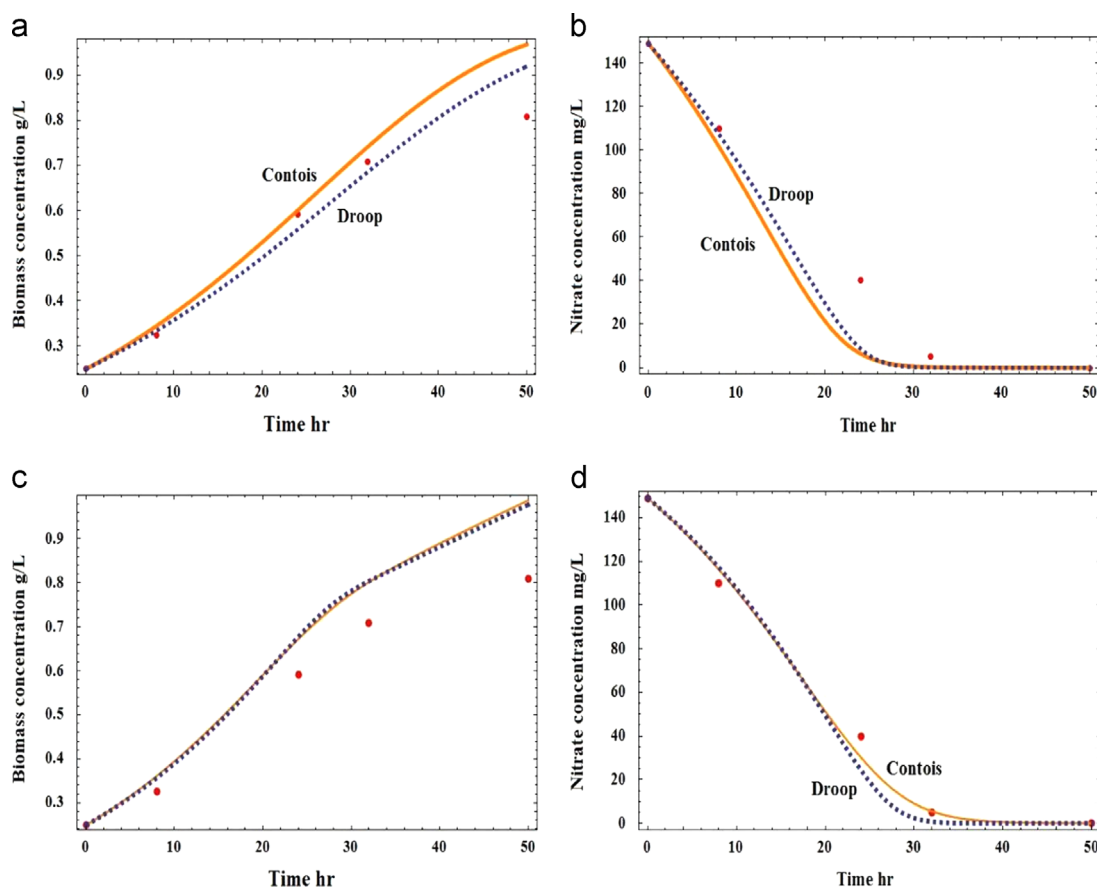 a
Biomass concentration g/L
0.9
0.8
0.7
0.6
0.5
0.4
0.3
Contois
Droop
0 10 20 30 40 50
Time hr
b
Nitrate concentration mg/L
140
120
100
80
60
40
20
0
Droop
Contois
0 10 20 30 40 50
Time hr
c
Biomass concentration g/L
0.9
0.8
0.7
0.6
0.5
0.4
0.3
0 10 20 30 40 50
Time hr
d
Nitrate concentration mg/L
140
120
100
80
60
40
20
0
Contois
Droop
0 10 20 30 40 50
Time hr